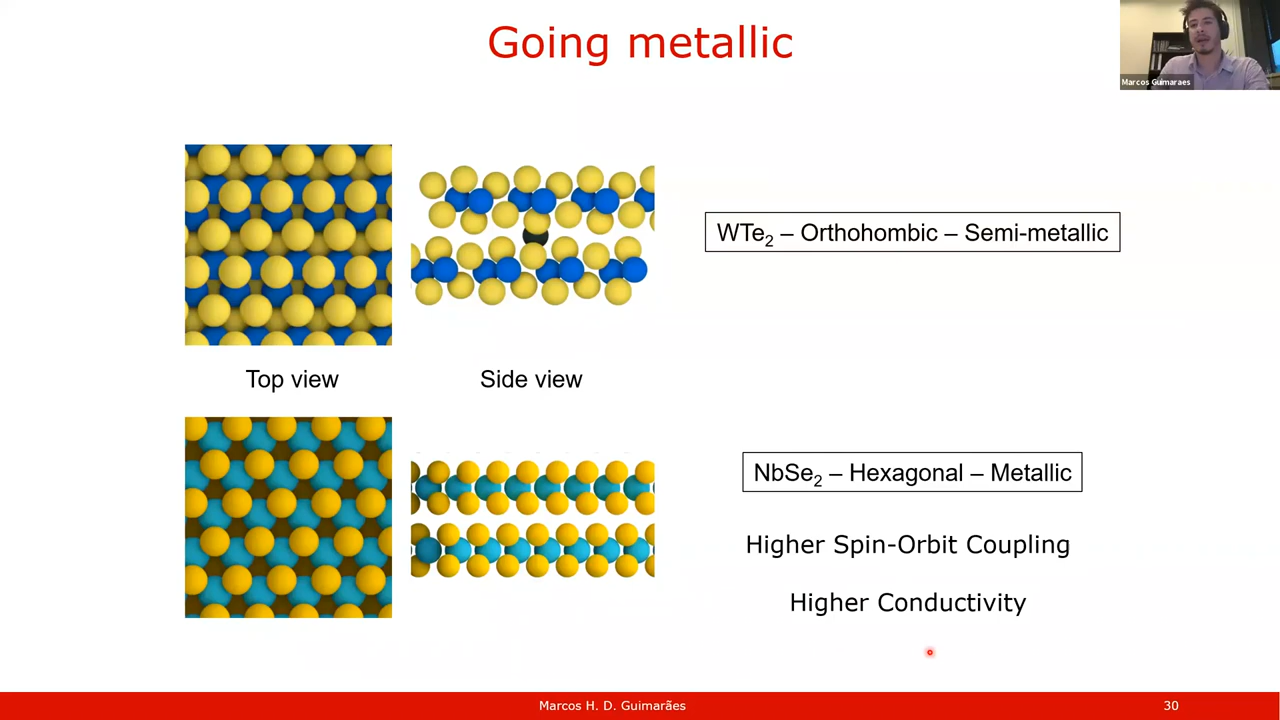 Going metallic
Marcos Guimaraes
WTe₂ – Orthohombic – Semi-metallic
Top view
Side view
NbSe₂ – Hexagonal – Metallic
Higher Spin-Orbit Coupling
Higher Conductivity
Marcos H. D. Guimarães
30